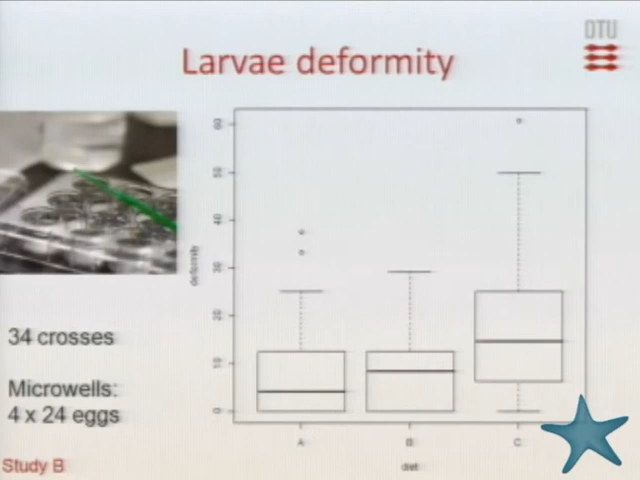 DTU
Larvae deformity
60
50
40
30
20
10
0
deformity
A
B
C
diet
34 crosses
Microwells:
4 x 24 eggs
Study B